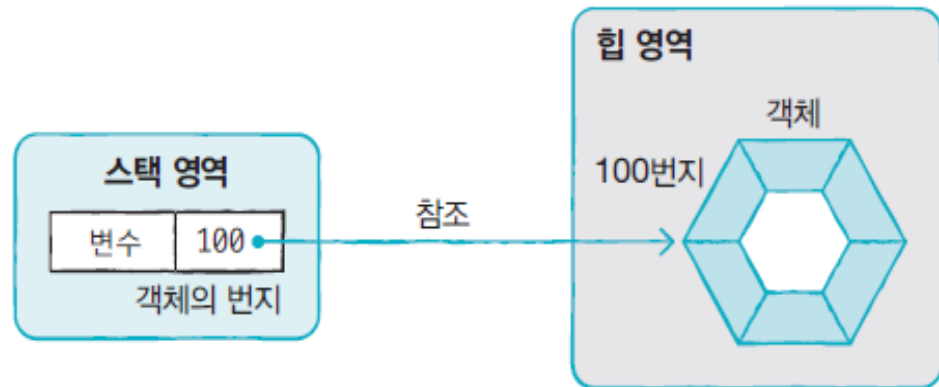 힙 영역
객체
100번지
스택 영역
변수 100
객체의 번지
참조